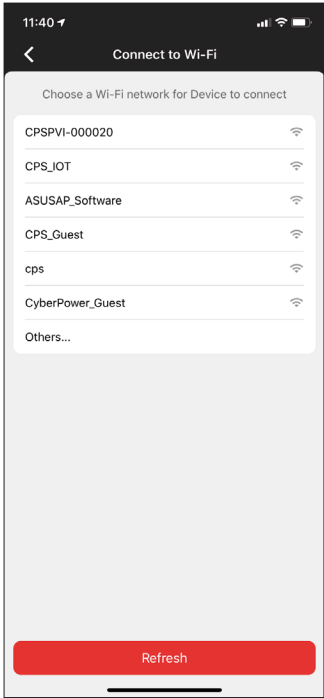 11:40
Connect to Wi-Fi
Choose a Wi-Fi network for Device to connect
CPSPVI-000020
CPS_IOT
ASUSAP_Software
CPS_Guest
cps
CyberPower_Guest
Others...
Refresh